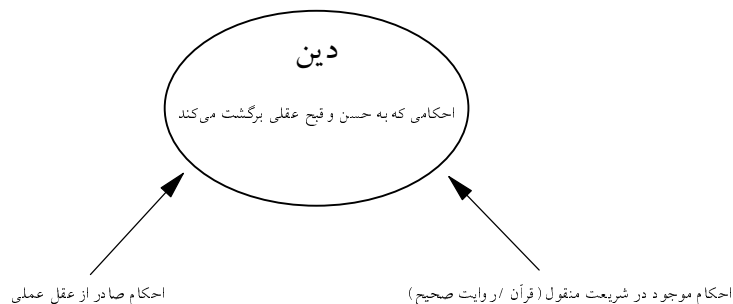 دین
احکامی که به حسن و قبح عقلی برگشت می‌کند
احکام موجود در شریعت منقول (قرآن /روایت صحیح)
احکام صادر از عقل عملی